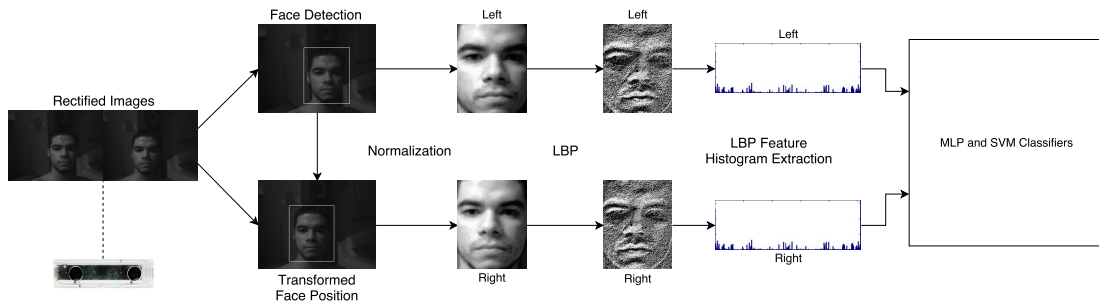 Face Detection
Left
Left
Left
Rectified Images
Normalization
LBP
LBP Feature
Histogram Extraction
MLP and SVM Classifiers
Transformed
Face Position
Right
Right
Right